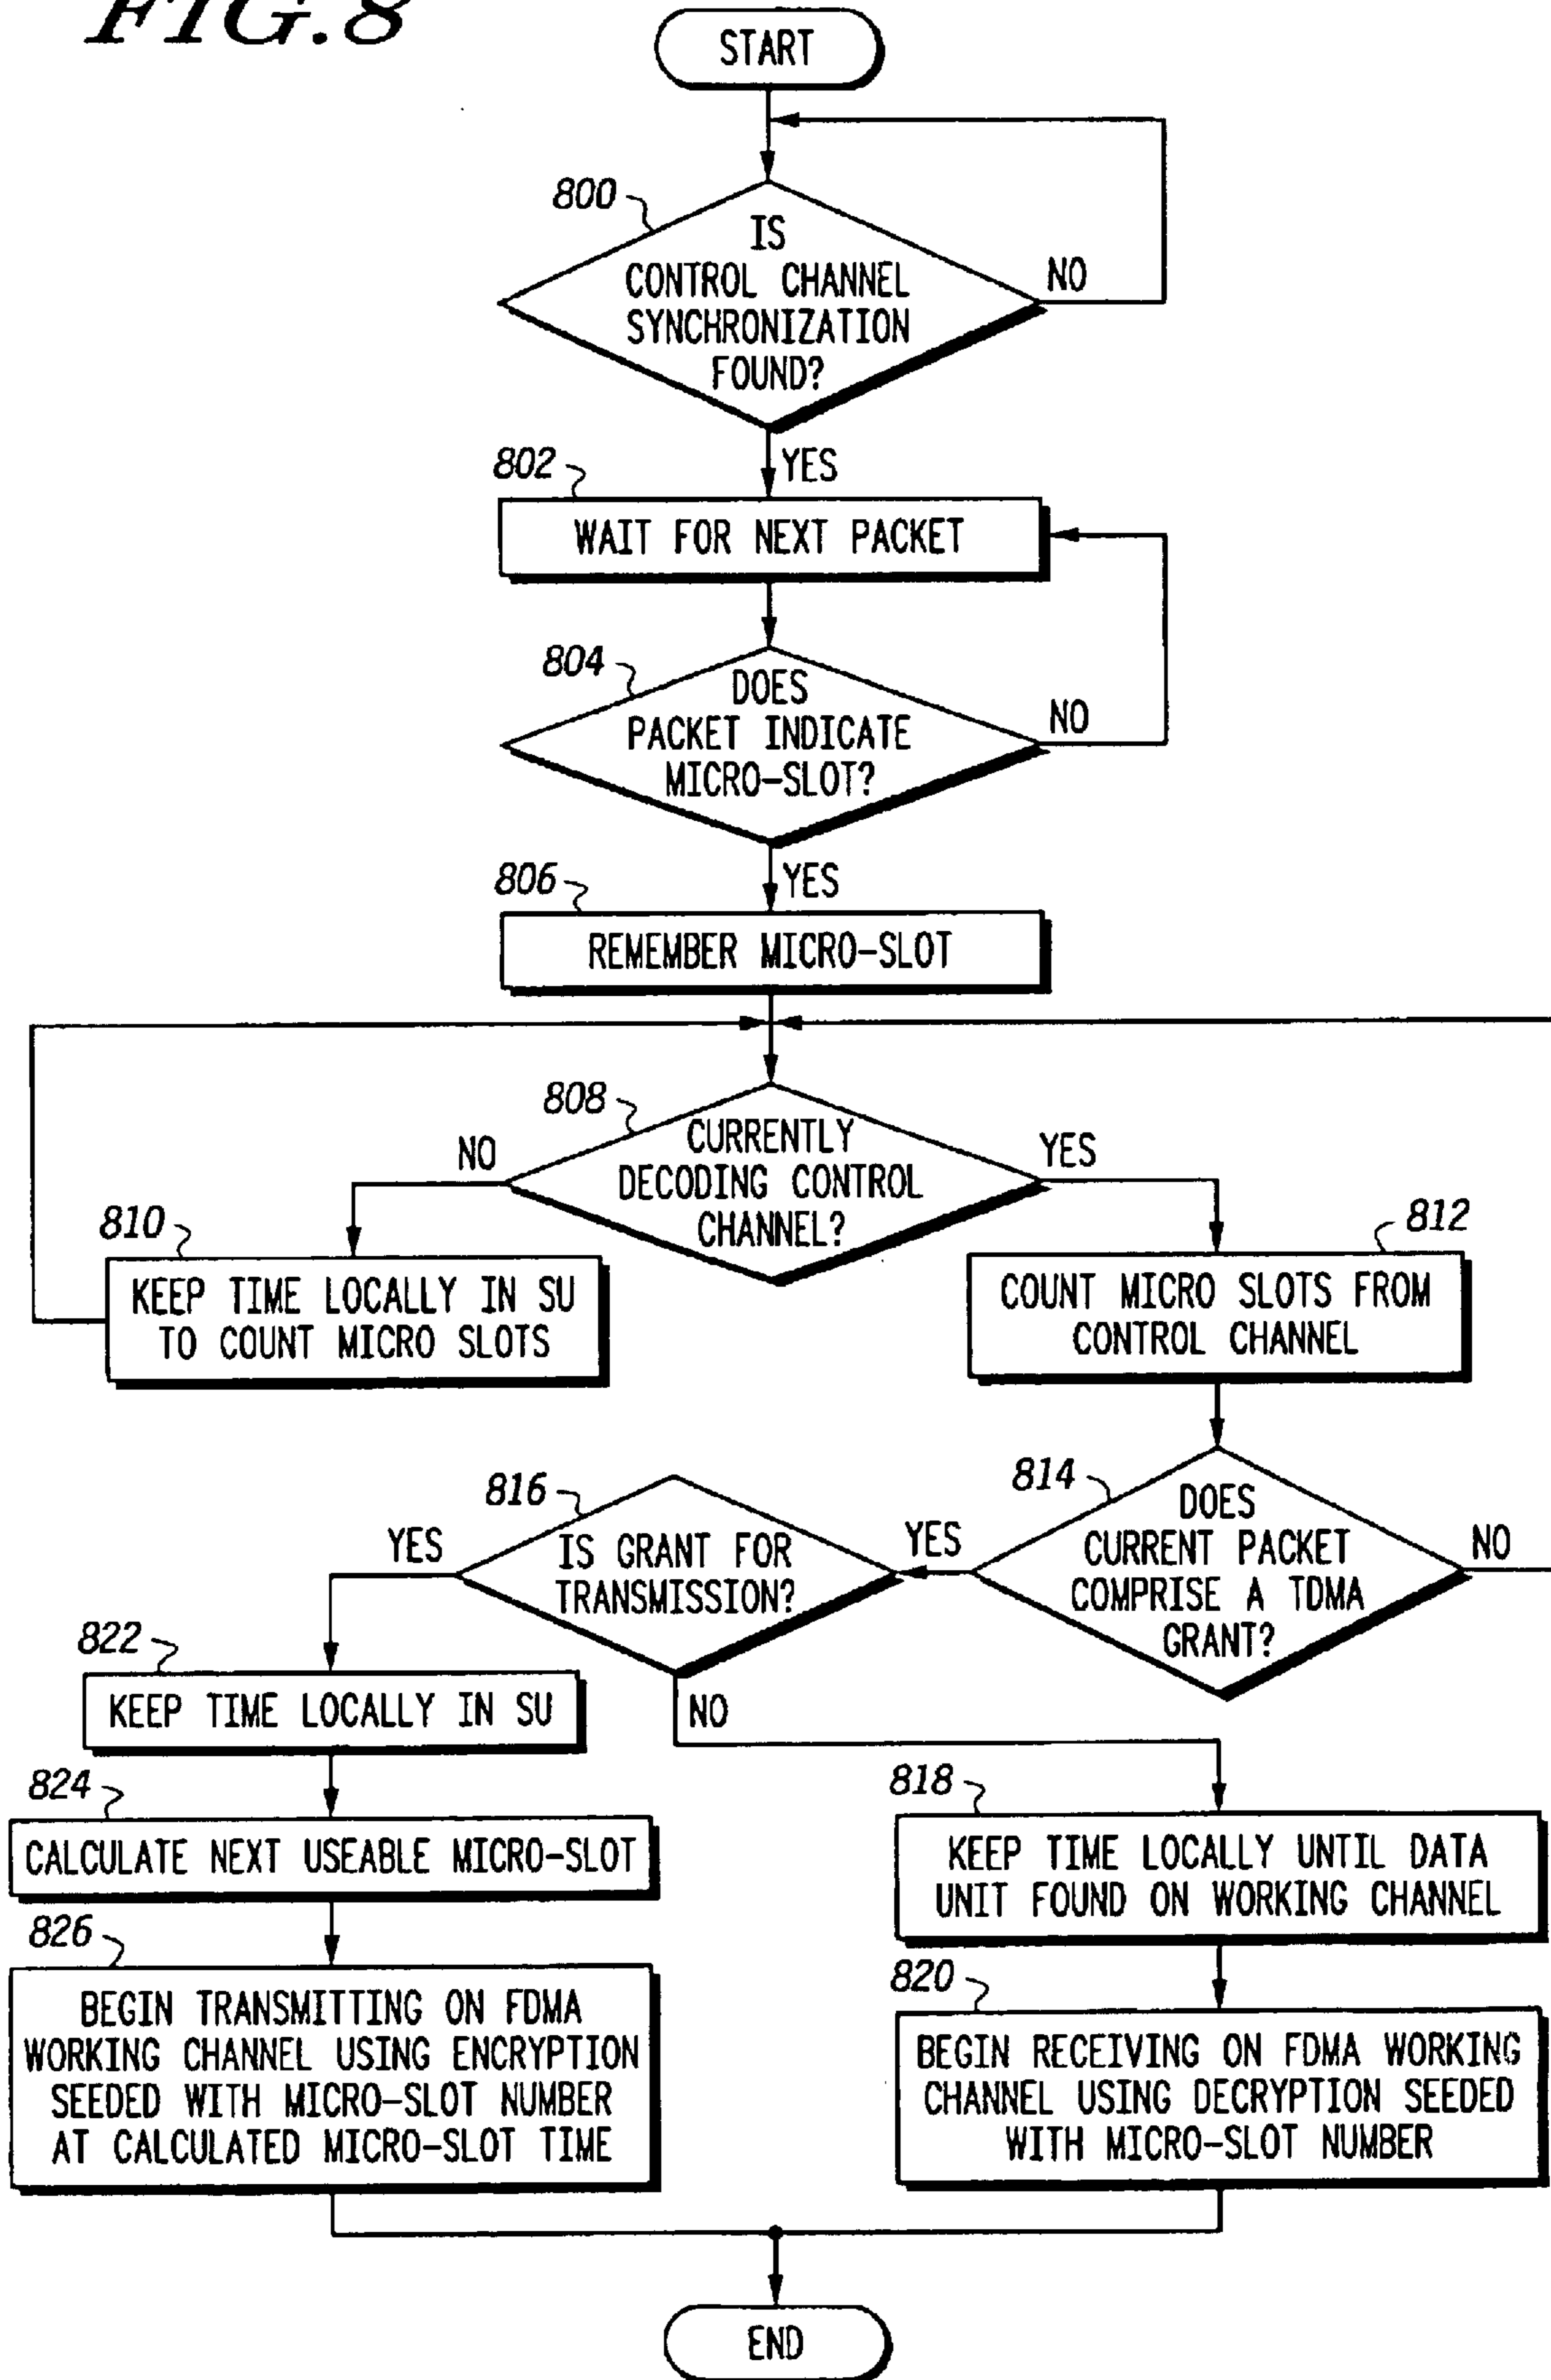 FIG.8
START
800
IS
CONTROL CHANNEL
SYNCHRONIZATION
FOUND?
NO
YES
802
WAIT FOR NEXT PACKET
804
DOES
PACKET INDICATE
MICRO-SLOT?
NO
YES
806
REMEMBER MICRO-SLOT
808
CURRENTLY
DECODING CONTROL
CHANNEL?
NO
YES
810
KEEP TIME LOCALLY IN SU
TO COUNT MICRO SLOTS
812
COUNT MICRO SLOTS FROM
CONTROL CHANNEL
814
DOES
CURRENT PACKET
COMPRISE A TDMA
GRANT?
YES
NO
816
IS GRANT FOR
TRANSMISSION?
YES
NO
822
KEEP TIME LOCALLY IN SU
824
CALCULATE NEXT USEABLE MICRO-SLOT
826
BEGIN TRANSMITTING ON FDMA
WORKING CHANNEL USING ENCRYPTION
SEEDED WITH MICRO-SLOT NUMBER
AT CALCULATED MICRO-SLOT TIME
818
KEEP TIME LOCALLY UNTIL DATA
UNIT FOUND ON WORKING CHANNEL
820
BEGIN RECEIVING ON FDMA WORKING
CHANNEL USING DECRYPTION SEEDED
WITH MICRO-SLOT NUMBER
END